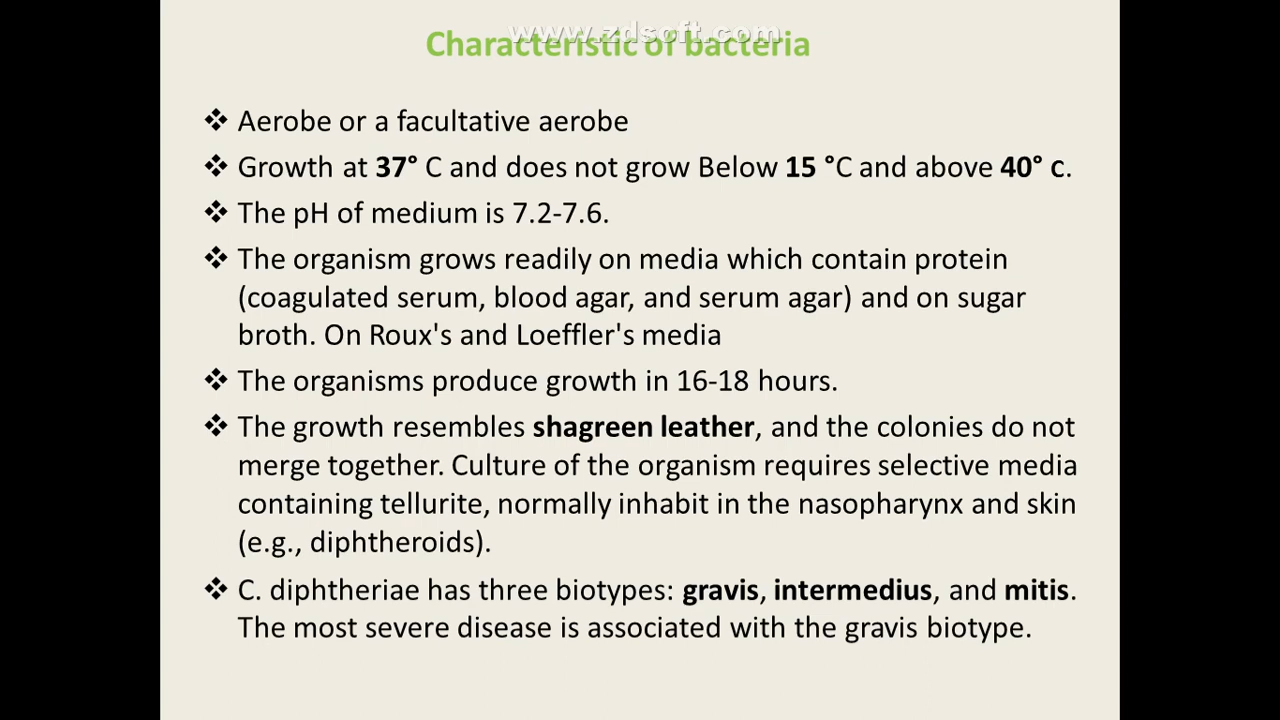 www.zdsoft.com
Characteristic of bacteria
❖ Aerobe or a facultative aerobe
❖ Growth at 37° C and does not grow Below 15 °C and above 40° c.
❖ The pH of medium is 7.2-7.6.
❖ The organism grows readily on media which contain protein
(coagulated serum, blood agar, and serum agar) and on sugar
broth. On Roux's and Loeffler's media
❖ The organisms produce growth in 16-18 hours.
❖ The growth resembles shagreen leather, and the colonies do not
merge together. Culture of the organism requires selective media
containing tellurite, normally inhabit in the nasopharynx and skin
(e.g., diphtheroids).
❖ C. diphtheriae has three biotypes: gravis, intermedius, and mitis.
The most severe disease is associated with the gravis biotype.